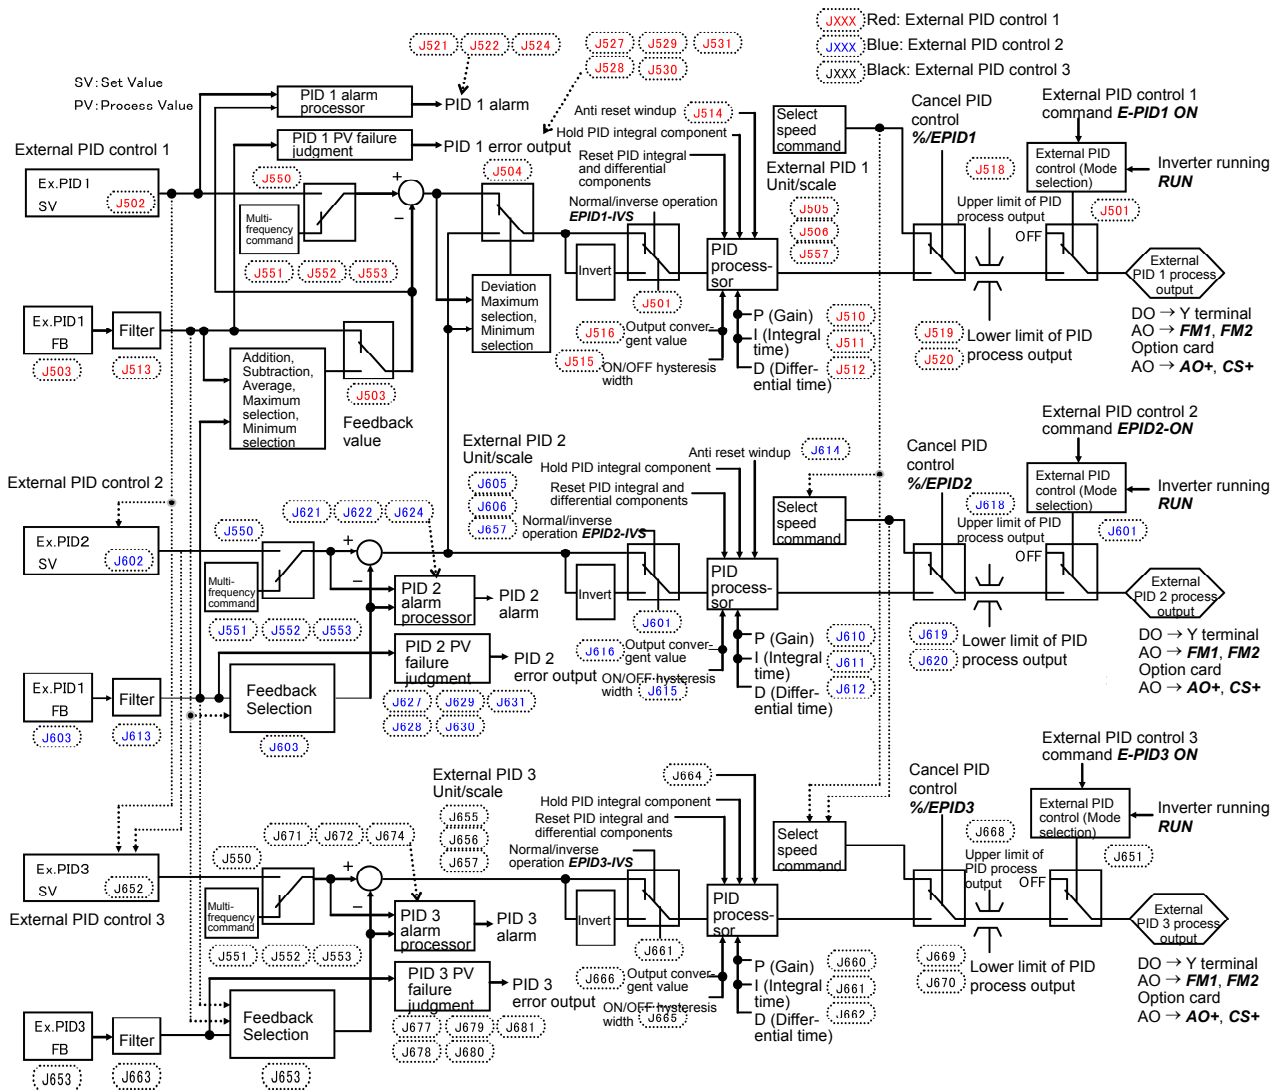 JXXX Red: External PID control 1
JXXX Blue: External PID control 2
JXXX Black: External PID control 3
SV: Set Value
PV: Process Value
J521 J522 J524
J527 J529 J531
J528 J530
PID 1 alarm
processor
PID 1 alarm
PID 1 PV failure
judgment
PID 1 error output
External PID control 1
Ex.PID1
SV
J502
J550
Multi-
frequency
command
J551 J552 J553
+
−
J504
Deviation
Maximum
selection,
Minimum
selection
Anti reset windup
J514
Hold PID integral component
Reset PID integral
and differential
components
Normal/inverse operation
EPID1-IVS
Invert
J501
PID
process-
sor
External PID 1
Unit/scale
J505
J506
J557
Select
speed
command
Cancel PID
control
%/EPID1
J518
Upper limit of PID
process output
External PID control 1
command E-PID1 ON
External PID
control (Mode
selection)
Inverter running
RUN
J501
OFF
External
PID 1 process
output
DO → Y terminal
AO → FM1, FM2
Option card
AO → AO+, CS+
J516
Output conver-
gent value
J515
ON/OFF hysteresis
width
P (Gain)
I (Integral
time)
D (Differ-
ential time)
J510
J511
J512
J519
J520
Lower limit of PID
process output
Ex.PID1
FB
J503
Filter
J513
Addition,
Subtraction,
Average,
Maximum
selection,
Minimum
selection
J503
Feedback
value
External PID control 2
Ex.PID2
SV
J602
J550
Multi-
frequency
command
J551 J552 J553
J621 J622 J624
+
−
PID 2
alarm
processor
PID 2
alarm
PID 2 PV
failure
judgment
PID 2
error output
J627 J629 J631
J628 J630
External PID 2
Unit/scale
J605
J606
J657
Anti reset windup
J614
Hold PID integral component
Reset PID integral and
differential components
Normal/inverse
operation EPID2-IVS
Invert
J601
PID
process-
sor
Select
speed
command
Cancel PID
control
%/EPID2
J618
Upper limit of PID
process output
External PID control 2
command EPID2-ON
External PID
control (Mode
selection)
Inverter running
RUN
J601
OFF
External
PID 2 process
output
DO → Y terminal
AO → FM1, FM2
Option card
AO → AO+, CS+
J616
Output conver-
gent value
ON/OFF hysteresis
width
J615
P (Gain)
I (Integral
time)
D (Differ-
ential time)
J610
J611
J612
J619
J620
Lower limit of PID
process output
Ex.PID1
FB
J603
Filter
J613
Feedback
Selection
J603
Ex.PID3
SV
J652
External PID control 3
J550
Multi-
frequency
command
J551 J552 J553
J671 J672 J674
+
−
PID 3
alarm
processor
PID 3
alarm
PID 3 PV
failure
judgment
PID 3
error output
J677 J679 J681
J678 J680
External PID 3
Unit/scale
J655
J656
J657
J664
Hold PID integral component
Reset PID integral and
differential components
Normal/inverse
operation EPID3-IVS
Invert
J661
PID
process-
sor
Select
speed
command
Cancel PID
control
%/EPID3
J668
Upper limit of
PID process
output
External PID control 3
command E-PID3 ON
External PID
control (Mode
selection)
Inverter running
RUN
J651
OFF
External
PID 3 process
output
DO → Y terminal
AO → FM1, FM2
Option card
AO → AO+, CS+
J666
Output conver-
gent value
ON/OFF hysteresis
width
J665
P (Gain)
I (Integral
time)
D (Differ-
ential time)
J660
J661
J662
J669
J670
Lower limit of PID
process output
Ex.PID3
FB
J653
Filter
J663
Feedback
Selection
J653